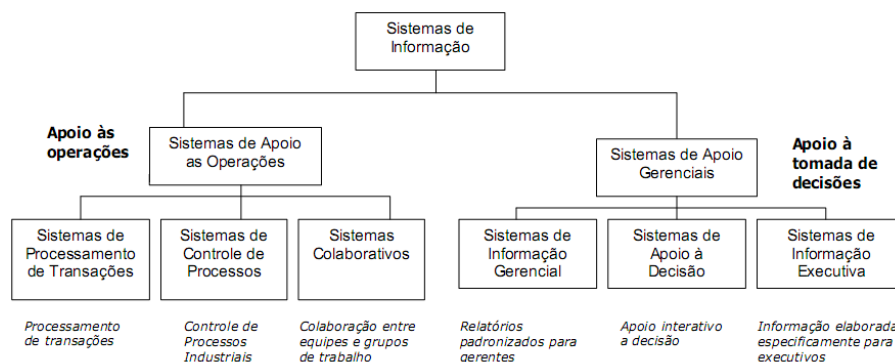 Sistemas de
Informação
Apoio às
operações
Sistemas de Apoio
as Operações
Sistemas de Apoio
Gerenciais
Apoio à
tomada de
decisões
Sistemas de
Processamento
de Transações
Sistemas de
Controle de
Processos
Sistemas
Colaborativos
Sistemas de
Informação
Gerencial
Sistemas de
Apoio à
Decisão
Sistemas de
Informação
Executiva
Processamento
de transações
Controle de
Processos
Industriais
Colaboração entre
equipes e grupos
de trabalho
Relatórios
padronizados para
gerentes
Apoio interativo
a decisão
Informação elaborada
especificamente para
executivos